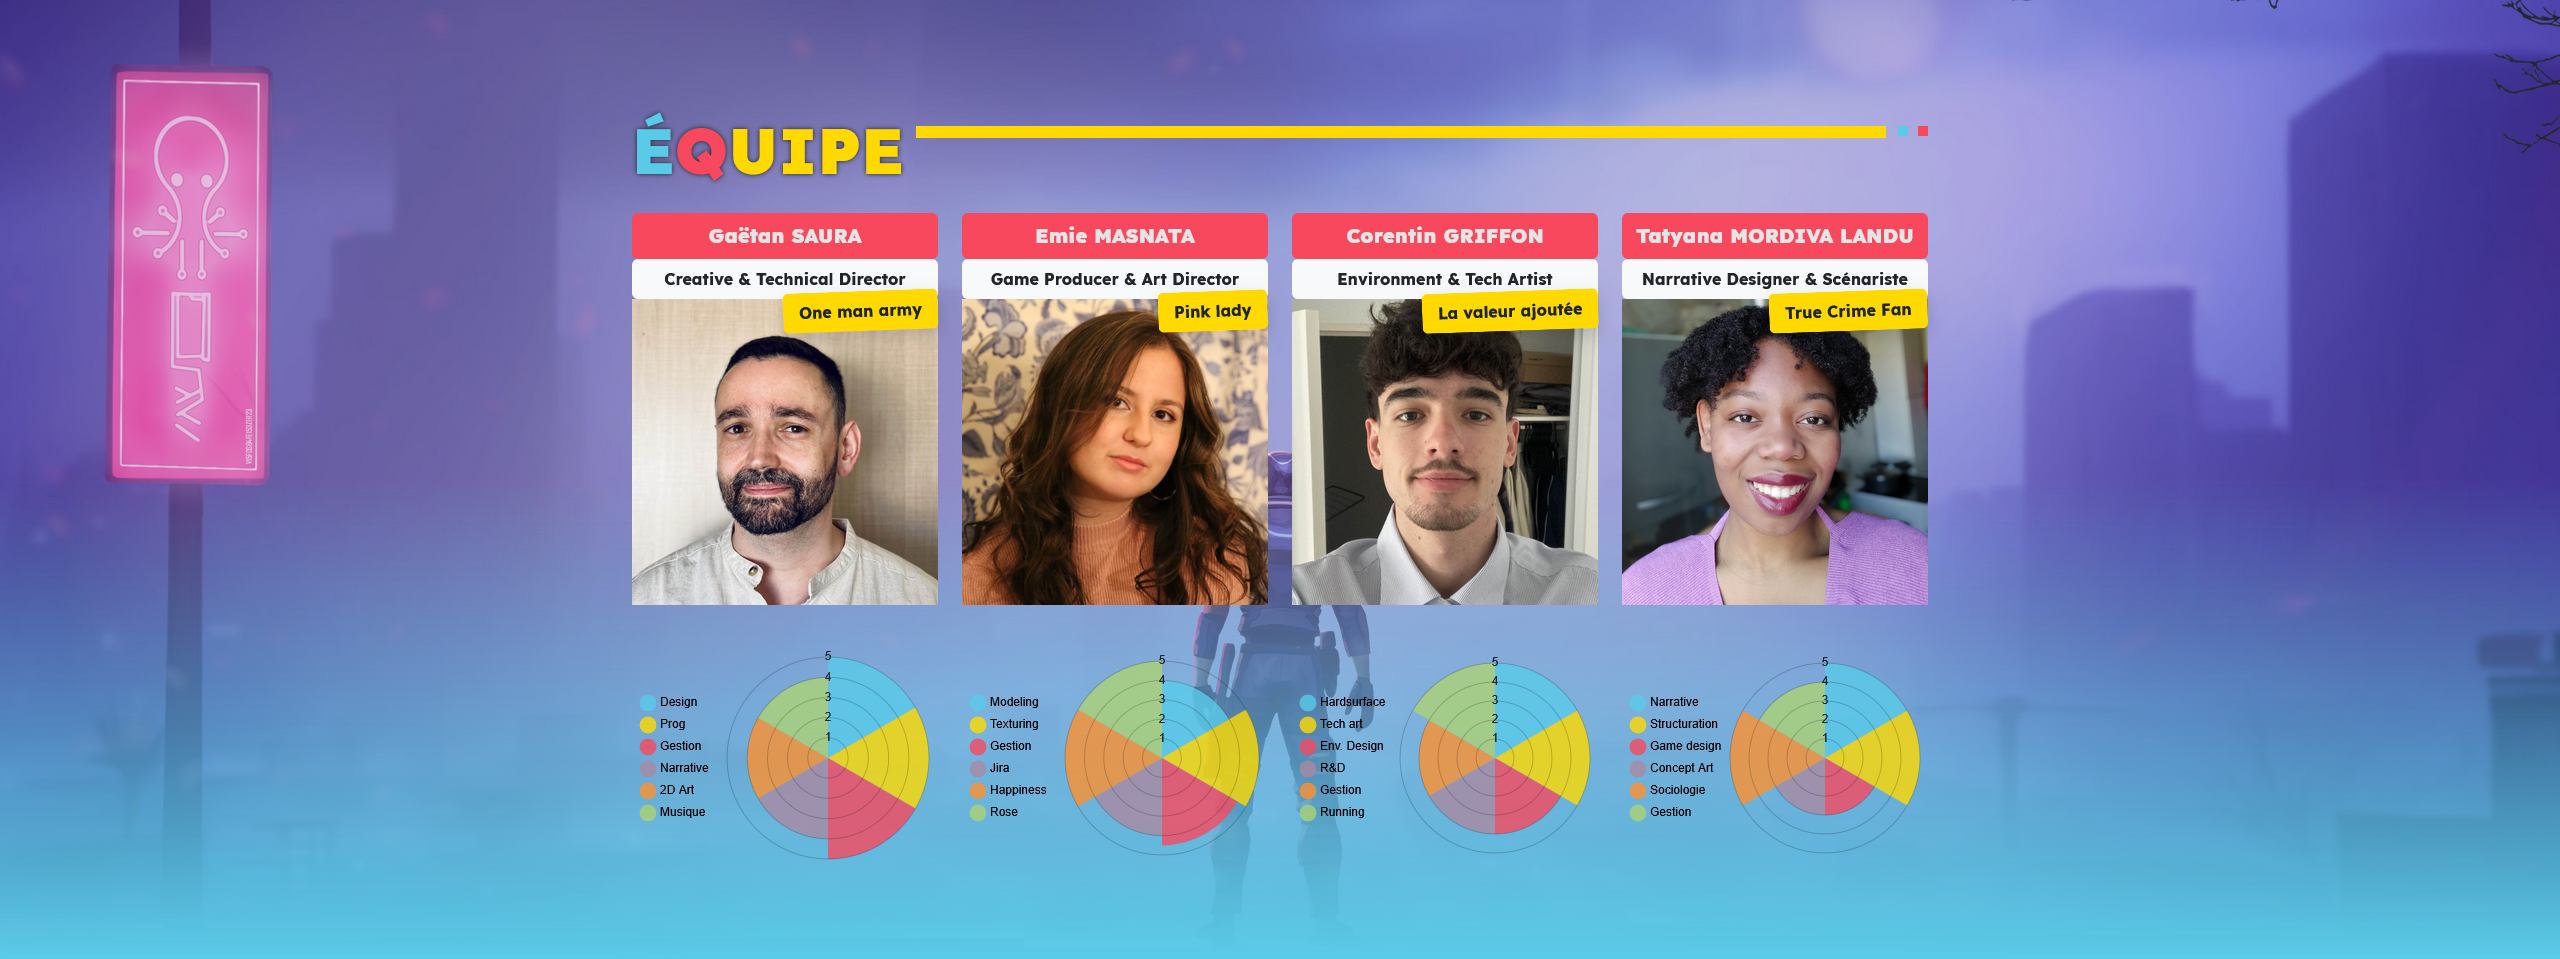 ÉQUIPE
Gaëtan SAURA
Creative & Technical Director
One man army
Emie MASNATA
Game Producer & Art Director
Pink lady
Corentin GRIFFON
Environment & Tech Artist
La valeur ajoutée
Tatyana MORDIVA LANDU
Narrative Designer & Scénariste
True Crime Fan
Design
Prog
Gestion
Narrative
2D Art
Musique
5
4
3
2
1
Modeling
Texturing
Gestion
Jira
Happiness
Rose
5
4
3
2
1
Hardsurface
Tech art
Env. Design
R&D
Gestion
Running
5
4
3
2
1
Narrative
Structuration
Game design
Concept Art
Sociologie
Gestion
5
4
3
2
1